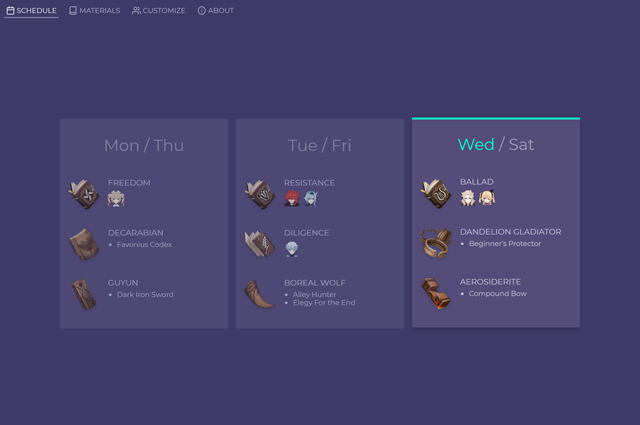 SCHEDULE MATERIALS CUSTOMIZE ABOUT
Mon / Thu
FREEDOM
DECARABIAN
Favonius Codex
GUYUN
Dark Iron Sword
Tue / Fri
RESISTANCE
DILIGENCE
BOREAL WOLF
Alley Hunter
Elegy For the End
Wed / Sat
BALLAD
DANDELION GLADIATOR
Beginner's Protector
AEROSIDERITE
Compound Bow